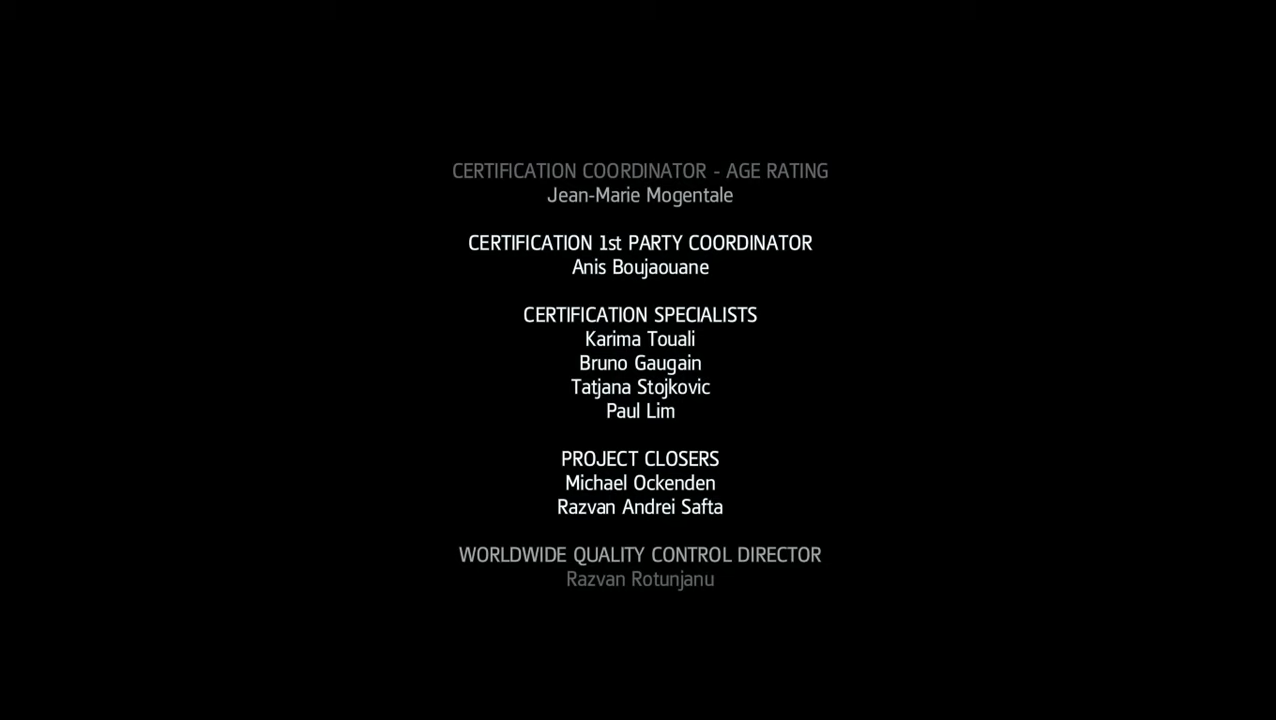 CERTIFICATION COORDINATOR - AGE RATING
Jean-Marie Mogentale
CERTIFICATION 1st PARTY COORDINATOR
Anis Boujaouane
CERTIFICATION SPECIALISTS
Karima Touali
Bruno Gaugain
Tatjana Stojkovic
Paul Lim
PROJECT CLOSERS
Michael Ockenden
Razvan Andrei Safta
WORLDWIDE QUALITY CONTROL DIRECTOR
Razvan Rotunjanu